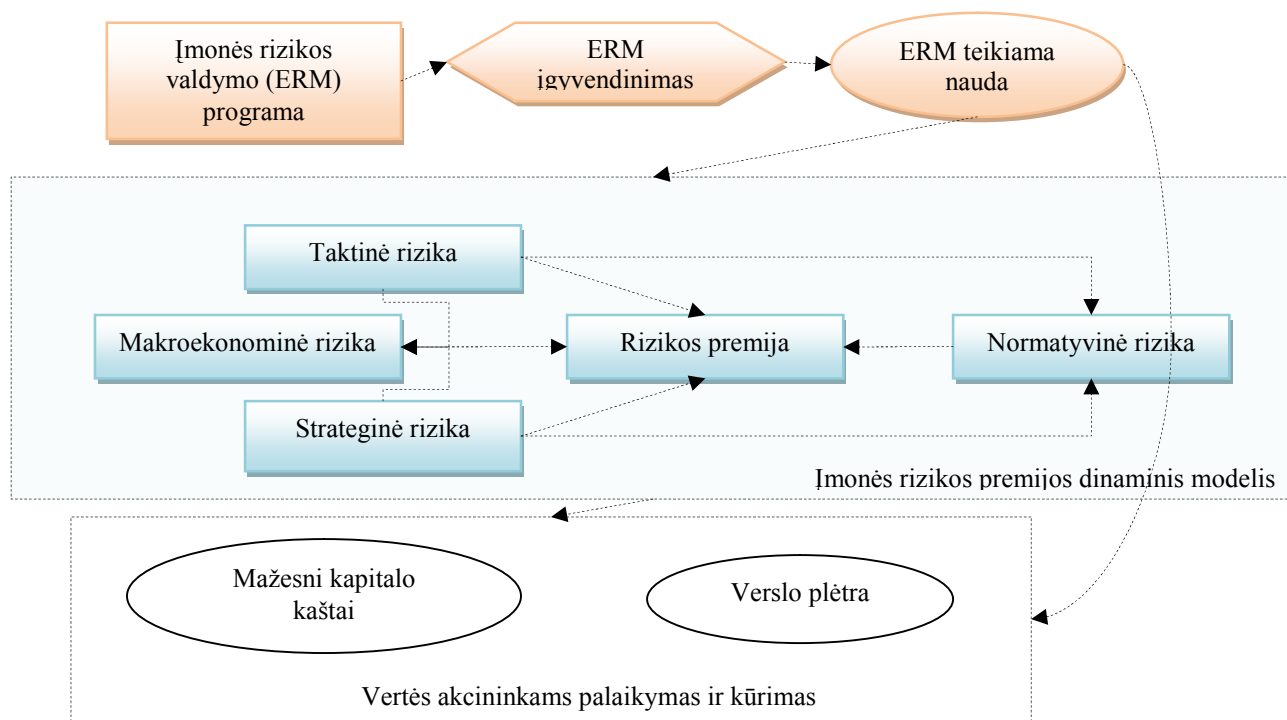 Įmonės rizikos
valdymo (ERM)
programa
ERM
įgyvendinimas
ERM teikiama
nauda
Taktinė rizika
Makroekonominė rizika
Rizikos premija
Normatyvinė rizika
Strateginė rizika
Įmonės rizikos premijos dinaminis modelis
Mažesni kapitalo
kaštai
Verslo plėtra
Vertės akcininkams palaikymas ir kūrimas